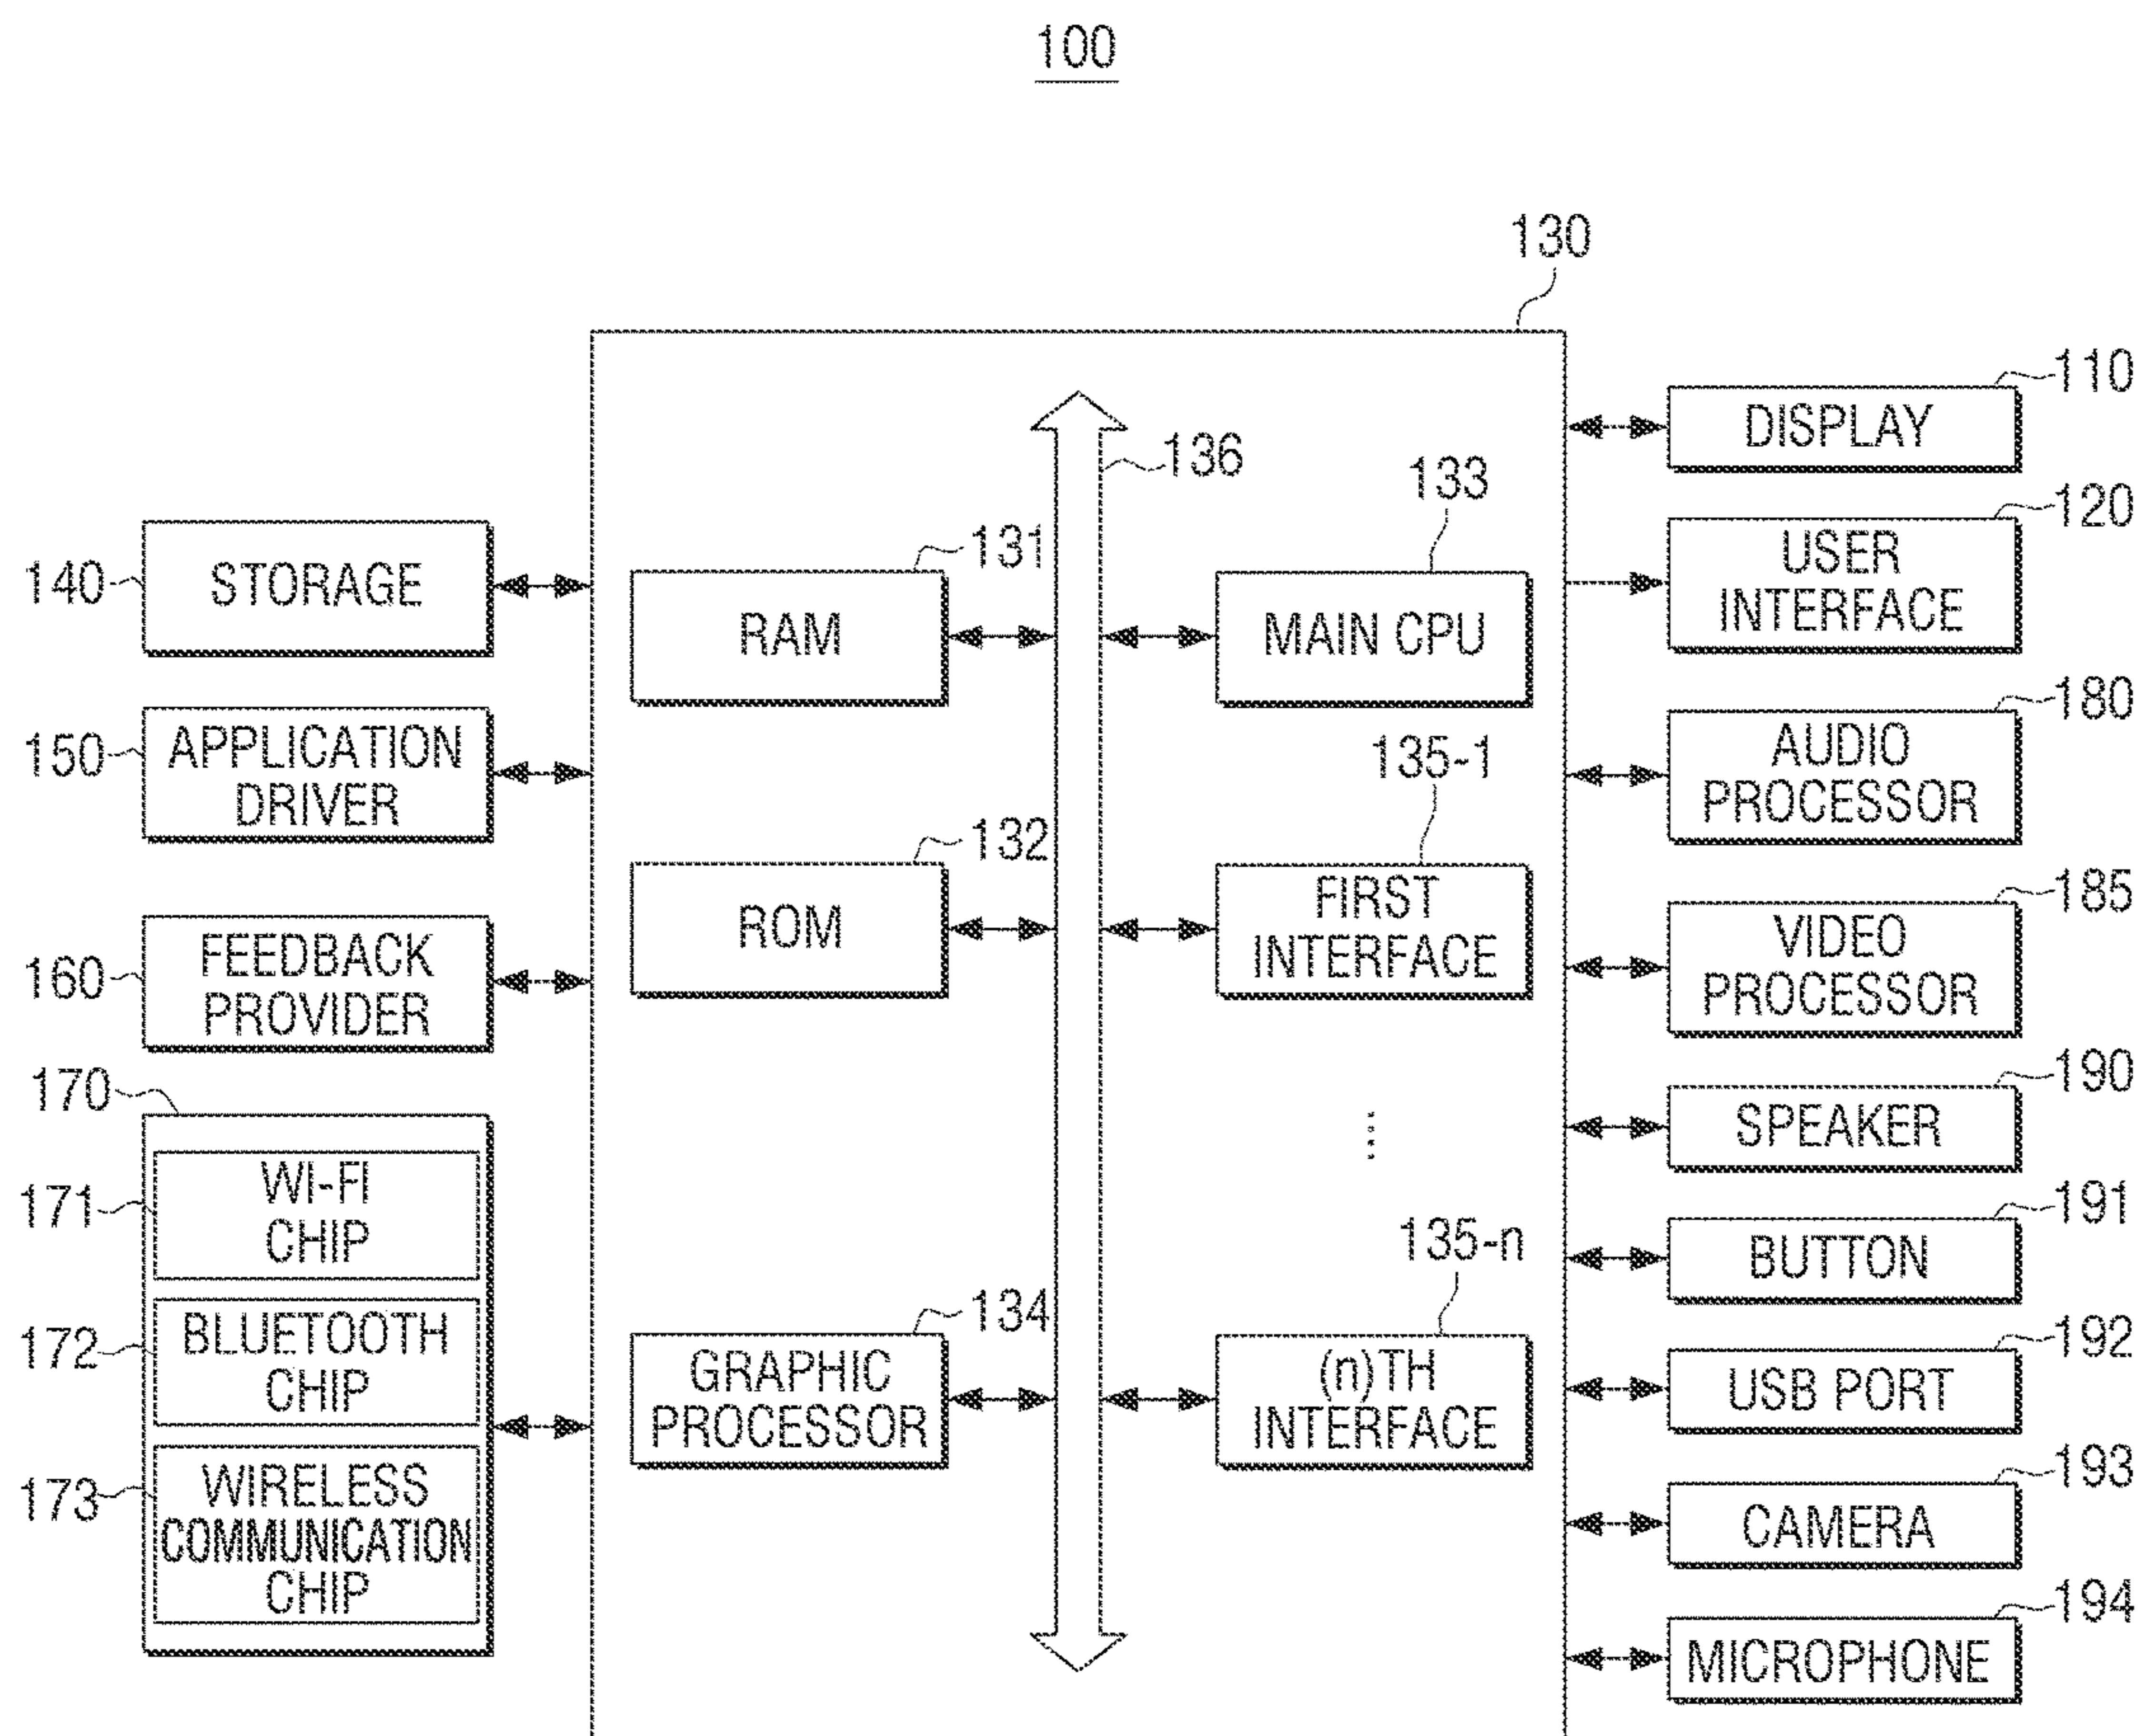 100
130
110
DISPLAY
136
133
120
USER
INTERFACE
140
STORAGE
131
RAM
MAIN CPU
180
AUDIO
PROCESSOR
150
APPLICATION
DRIVER
135-1
132
ROM
FIRST
INTERFACE
185
VIDEO
PROCESSOR
160
FEEDBACK
PROVIDER
170
190
SPEAKER
171
WI-FI
CHIP
⋮
191
BUTTON
135-n
172
BLUETOOTH
CHIP
134
GRAPHIC
PROCESSOR
(n)TH
INTERFACE
192
USB PORT
173
WIRELESS
COMMUNICATION
CHIP
193
CAMERA
194
MICROPHONE